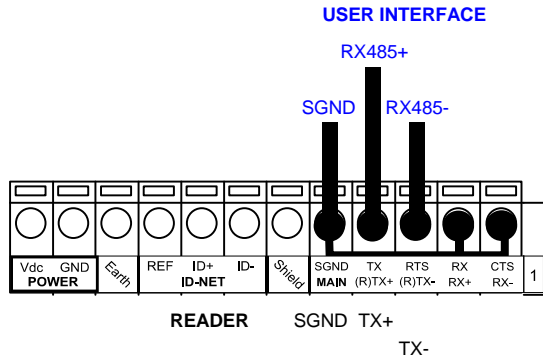 USER INTERFACE
RX485+
SGND RX485-
Vdc GND Earth REF ID+ ID- Shield SGND TX RTS RX CTS
POWER ID-NET MAIN (R)TX+ (R)TX- RX+ RX- 1
READER SGND TX+
TX-